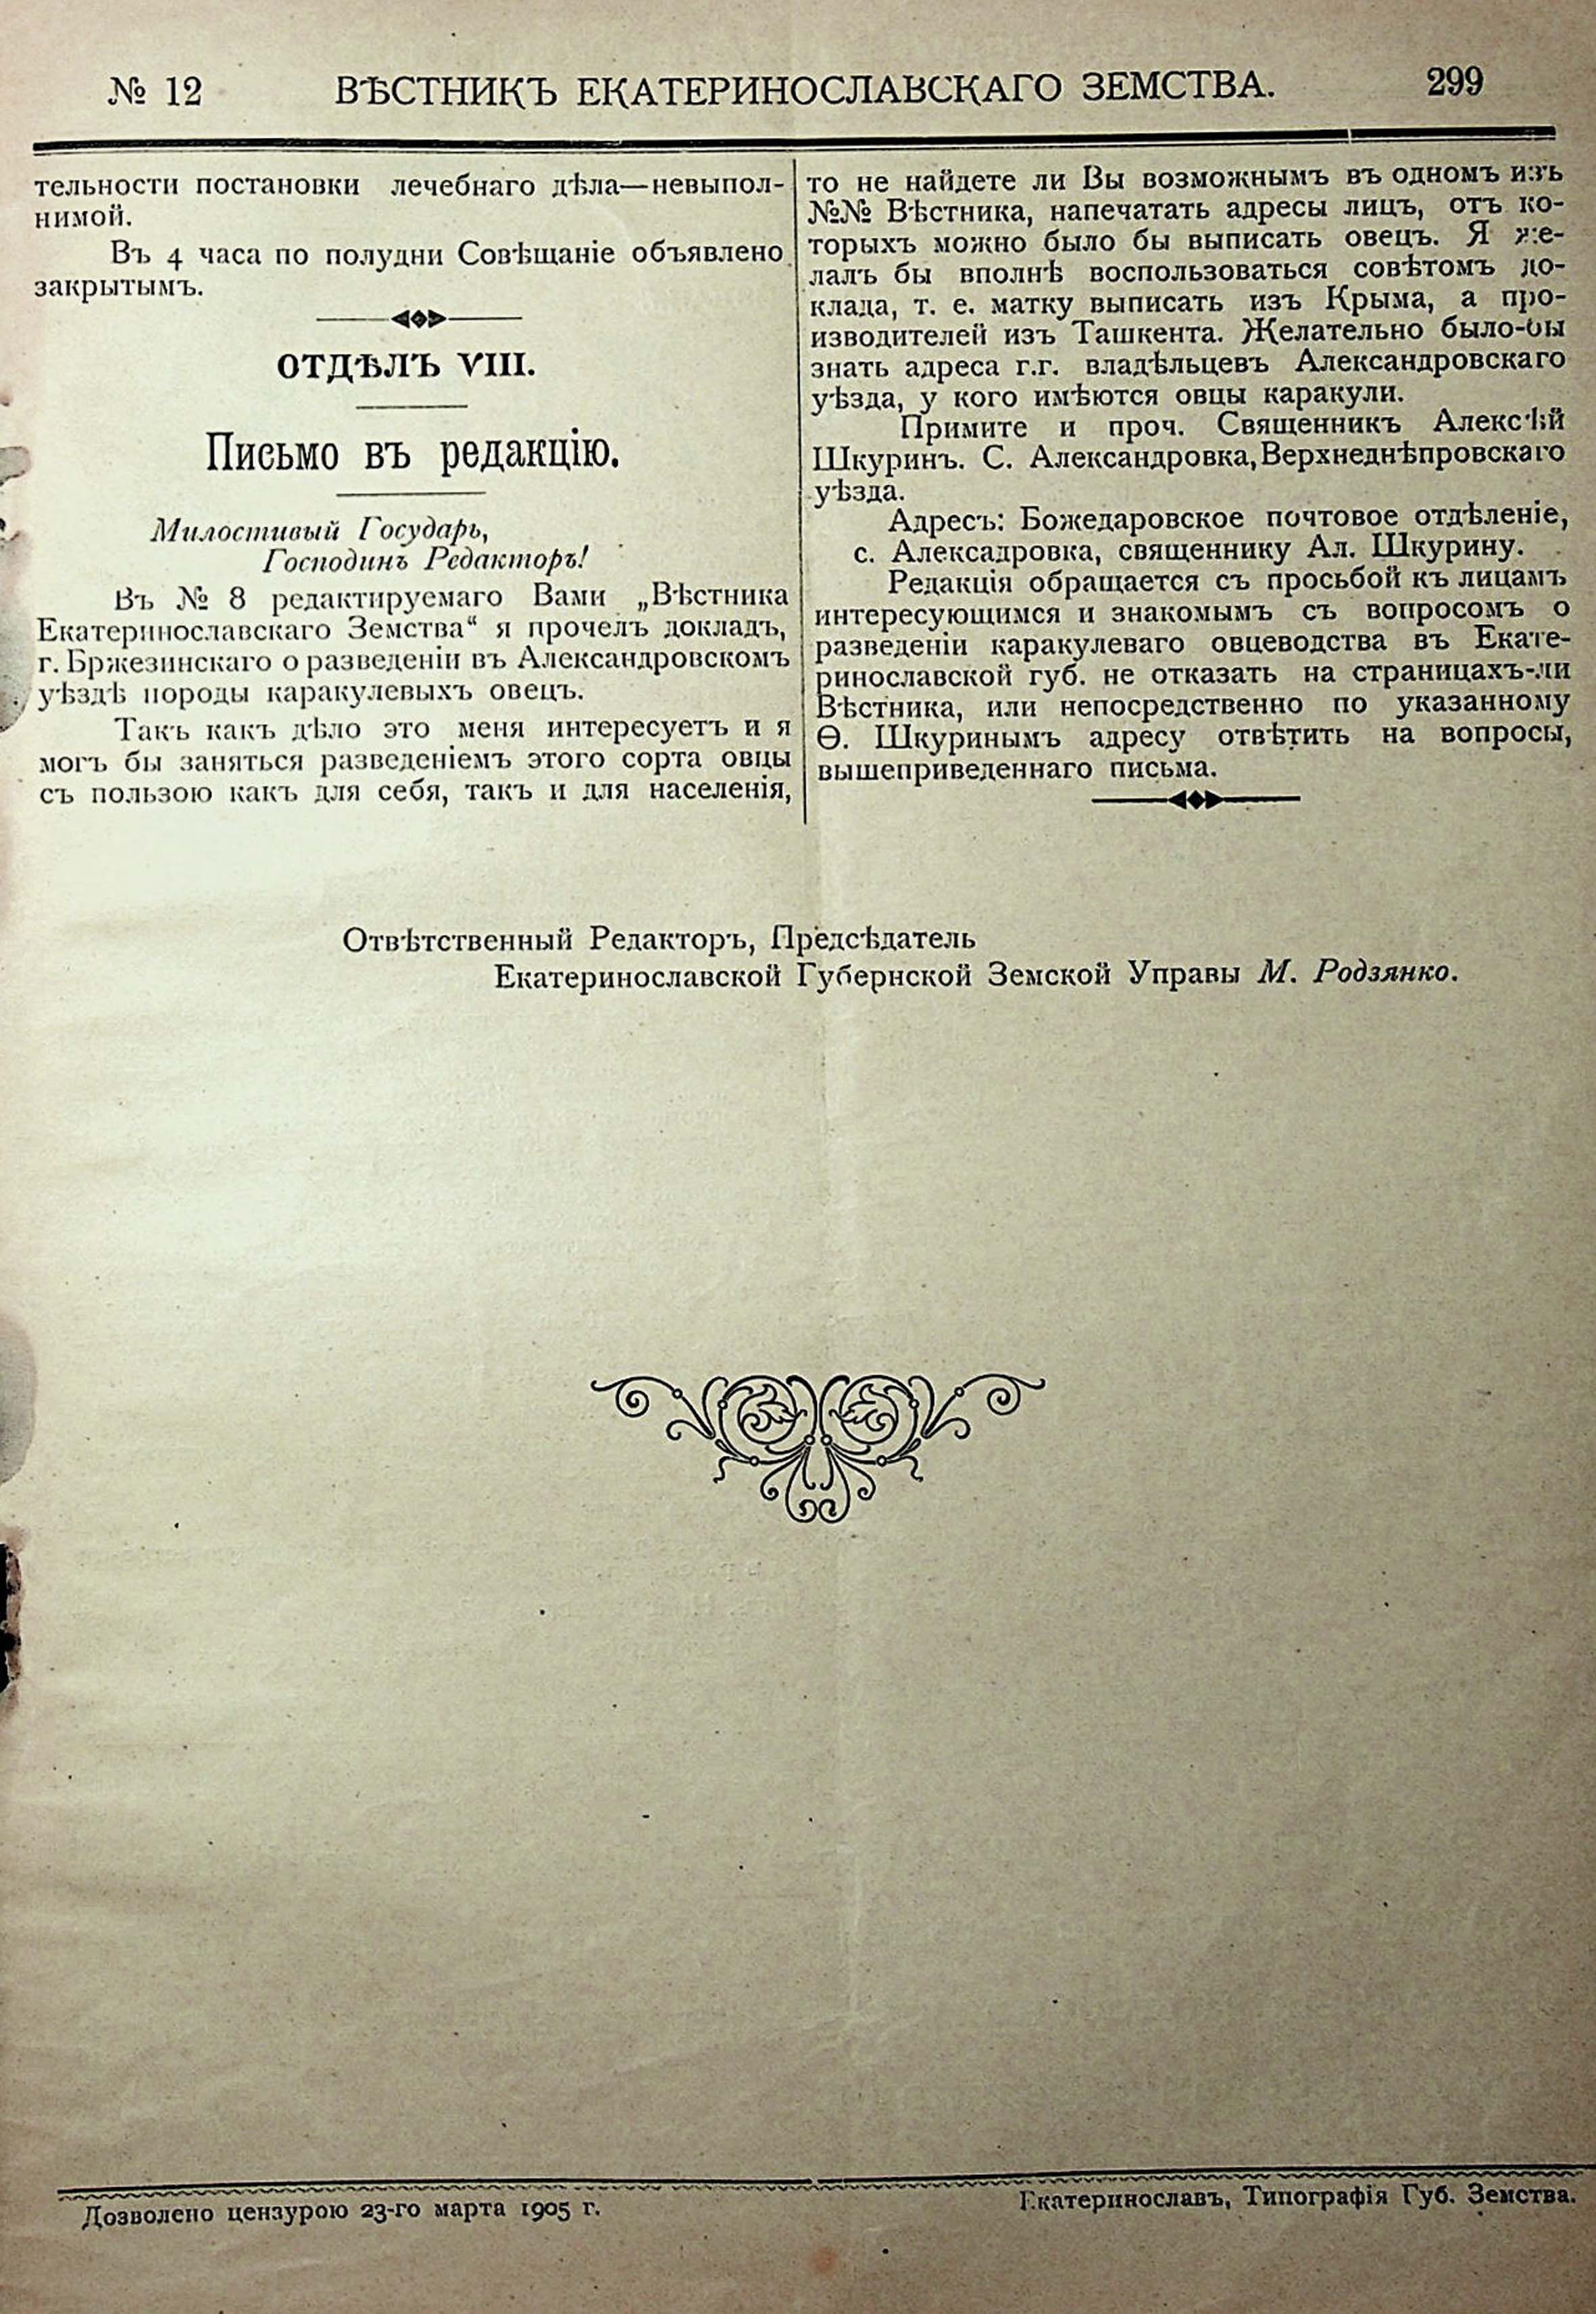 № 12
ВѢСТНИКЪ ЕКАТЕРИНОСЛАВСКАГО ЗЕМСТВА.
299
тельности постановки лечебнаго дѣла—невыпол-
нимой.
Въ 4 часа по полудни Совѣщаніе объявлено
закрытымъ.
ОТДѢЛЪ VIII.
Письмо въ редакцію.
Милостивый Государь,
Господинъ Редакторъ!
Въ № 8 редактируемаго Вами „Вѣстника
Екатеринославскаго Земства“ я прочелъ докладъ,
г. Бржезинскаго о разведеніи въ Александровскомъ
уѣздѣ породы каракулевыхъ овецъ.
Такъ какъ дѣло это меня интересуетъ и я
могъ бы заняться разведеніемъ этого сорта овцы
съ пользою какъ для себя, такъ и для населенія,
то не найдете ли Вы возможнымъ въ одномъ изъ
№№ Вѣстника, напечатать адресы лицъ, отъ ко-
торыхъ можно было бы выписать овецъ. Я же-
лалъ бы вполнѣ воспользоваться совѣтомъ до-
клада, т. е. матку выписать изъ Крыма, а про-
изводителей изъ Ташкента. Желательно было-бы
знать адреса г.г. владѣльцевъ Александровскаго
уѣзда, у кого имѣются овцы каракули.
Примите и проч. Священникъ Алексѣй
Шкуринъ. С. Александровка, Верхнеднѣпровскаго
уѣзда.
Адресъ: Божедаровское почтовое отдѣленіе,
с. Алексадровка, священнику Ал. Шкурину.
Редакція обращается съ просьбой къ лицамъ
интересующимся и знакомымъ съ вопросомъ о
разведеніи каракулеваго овцеводства въ Екате-
ринославской губ. не отказать на страницахъ-ли
Вѣстника, или непосредственно по указанному
Ѳ. Шкуринымъ адресу отвѣтить на вопросы,
вышеприведеннаго письма.
Отвѣтственный Редакторъ, Предсѣдатель
Екатеринославской Губернской Земской Управы М. Родзянко.
Дозволено цензурою 23-го марта 1905 г.
Екатеринославъ, Типографія Губ. Земства.